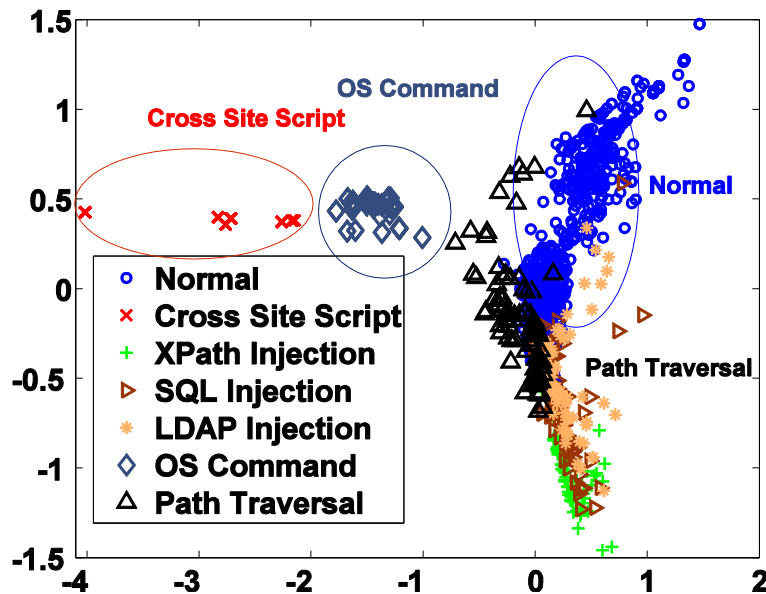 1.5
OS Command
1
Cross Site Script
0.5
Normal
0
Normal
Cross Site Script
XPath Injection
Path Traversal
-0.5
SQL Injection
LDAP Injection
-1
OS Command
Path Traversal
-1.5
-4 -3 -2 -1 0 1 2